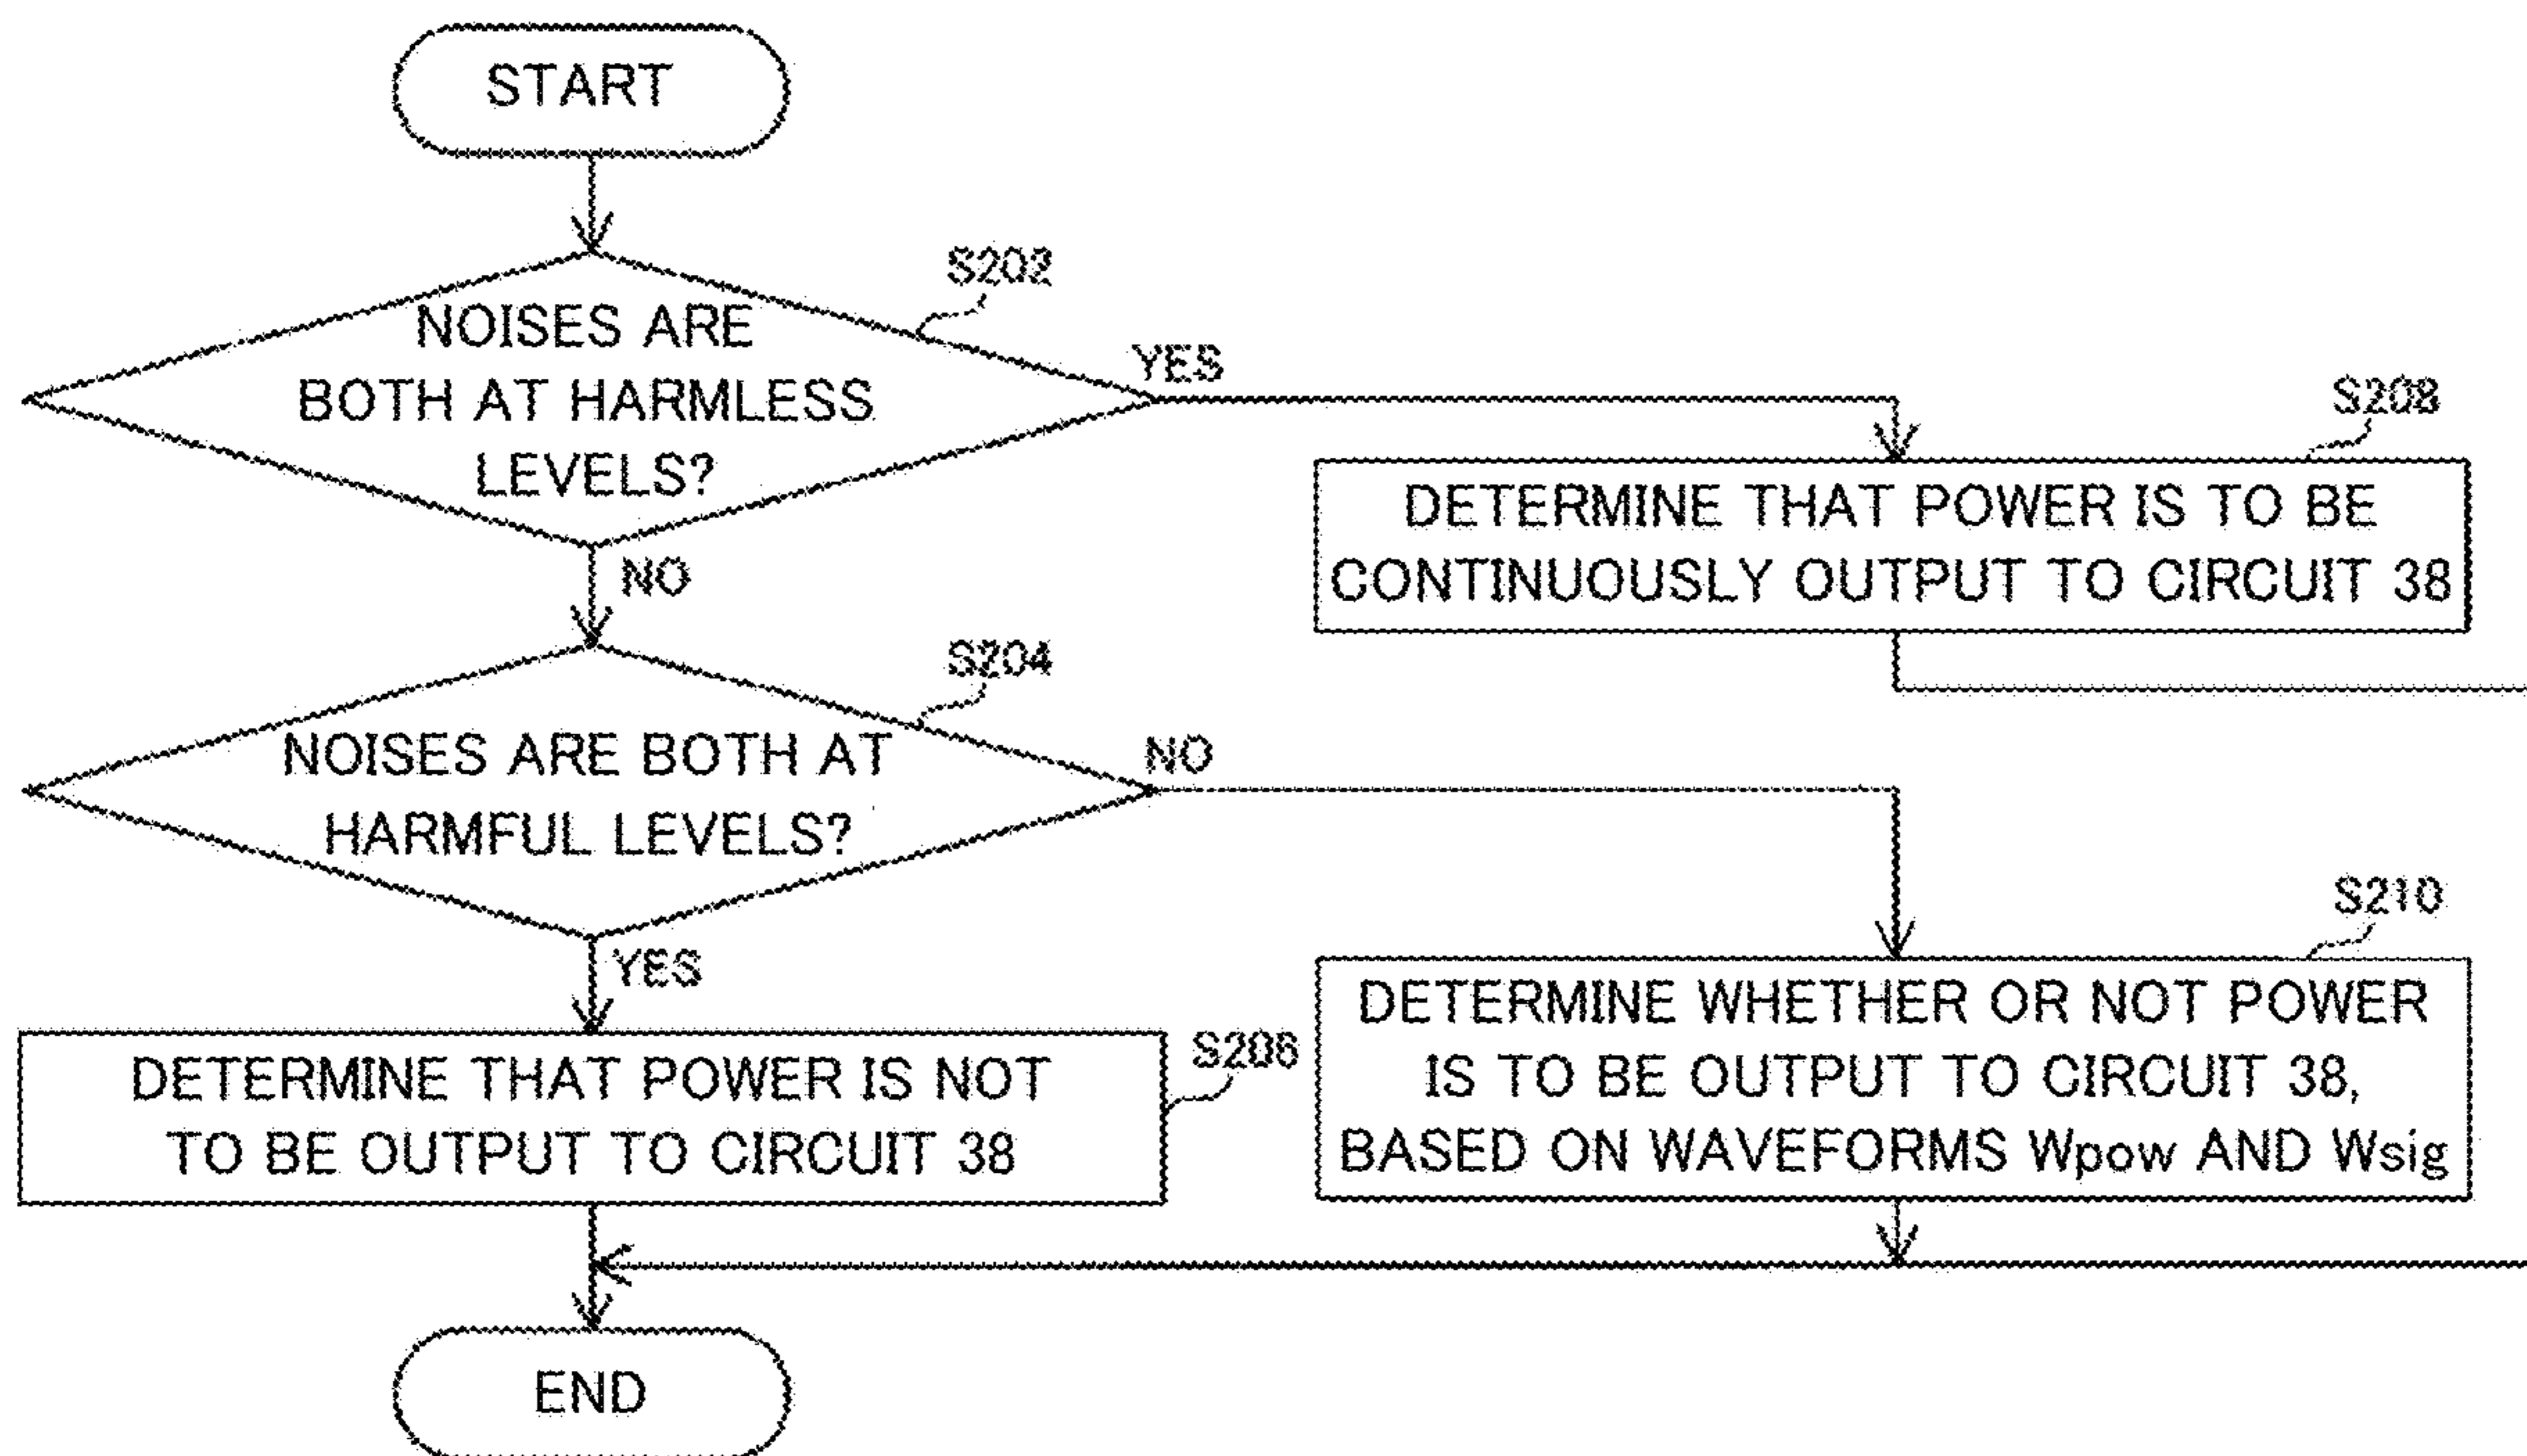 START
S202
NOISES ARE
BOTH AT HARMLESS
LEVELS?
YES
NO
S208
DETERMINE THAT POWER IS TO BE
CONTINUOUSLY OUTPUT TO CIRCUIT 38
S204
NOISES ARE BOTH AT
HARMFUL LEVELS?
NO
YES
S210
DETERMINE WHETHER OR NOT POWER
IS TO BE OUTPUT TO CIRCUIT 38,
BASED ON WAVEFORMS Wpow AND Wsig
S206
DETERMINE THAT POWER IS NOT
TO BE OUTPUT TO CIRCUIT 38
END